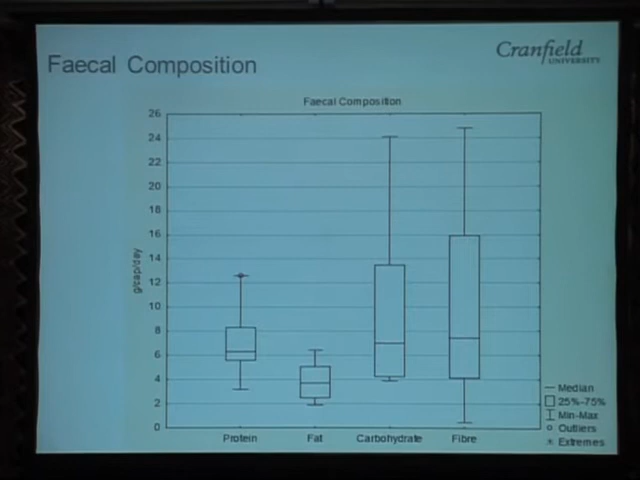 Faecal Composition
Cranfield
UNIVERSITY
Faecal Composition
26
24
22
20
18
16
14
12
10
8
6
4
2
0
g/cap/day
Protein
Fat
Carbohydrate
Fibre
Median
25%-75%
Min-Max
Outliers
Extremes